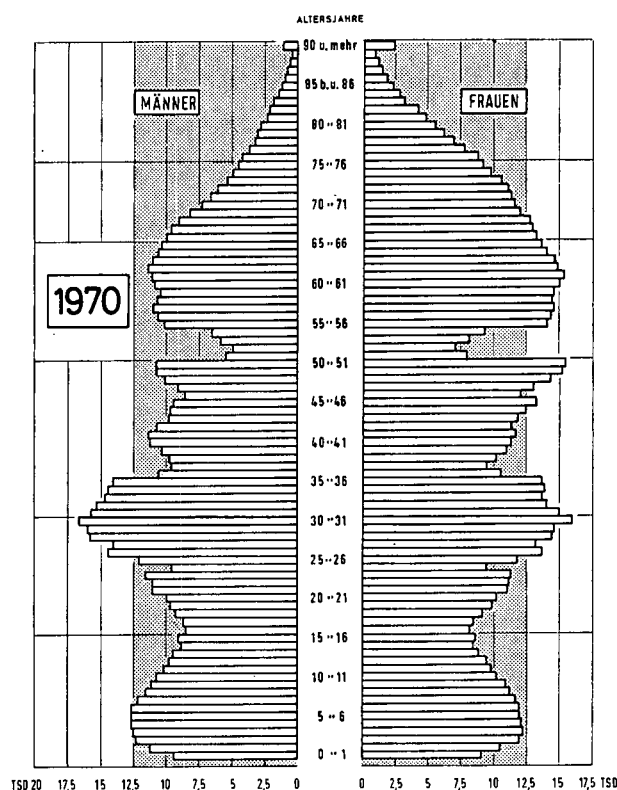 ALTERSJAHRE
90 u. mehr
95 b.u. 86
MÄNNER
FRAUEN
80 " 81
75 " 76
70 " 71
65 " 66
60 " 61
1970
55 " 56
50 " 51
45 " 46
40 " 41
35 " 36
30 " 31
25 " 26
20 " 21
15 " 16
10 " 11
5 " 6
0 " 1
TSD 20 17,5 15 12,5 10 7,5 5 2,5 0 0 2,5 5 7,5 10 12,5 15 17,5 TSD